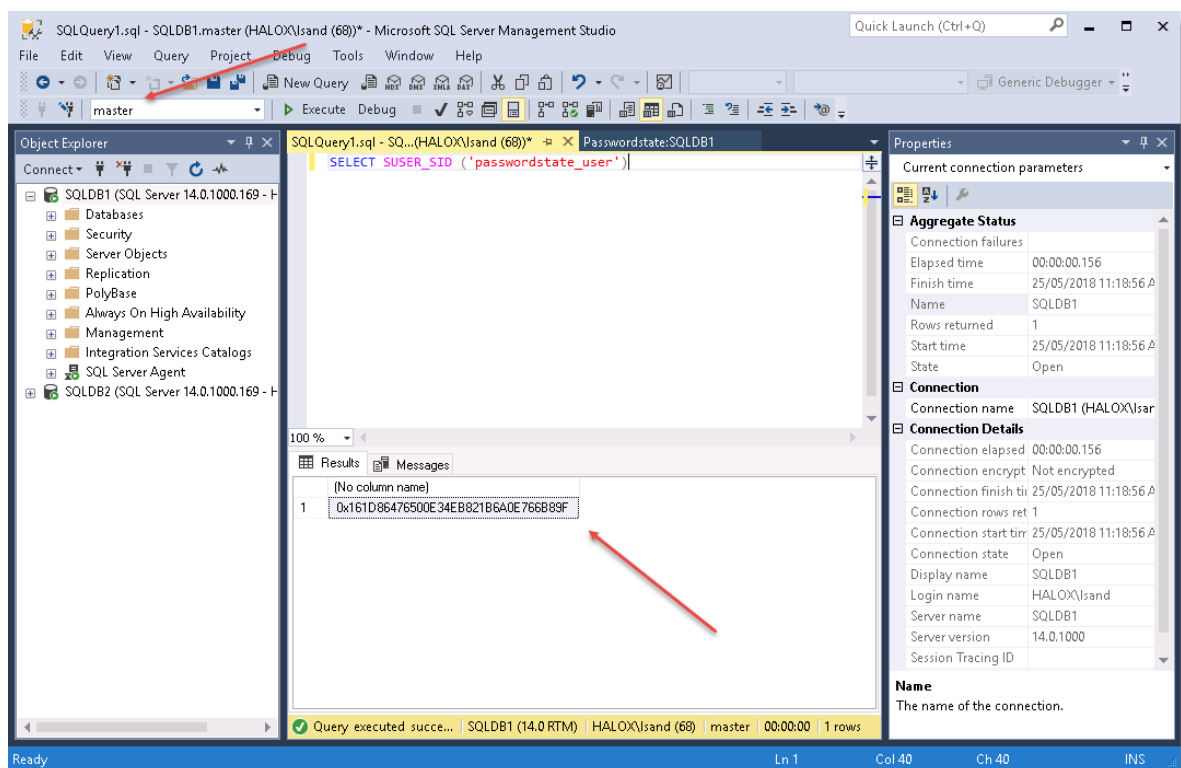 SQLQuery1.sql - SQLDB1.master (HALOX\lsand (68))* - Microsoft SQL Server Management Studio
Quick Launch (Ctrl+Q)
File Edit View Query Project Debug Tools Window Help
New Query MDX DMX XMLA DAX Generic Debugger
master Execute Debug
Object Explorer
Connect
SQLDB1 (SQL Server 14.0.1000.169 - H
Databases
Security
Server Objects
Replication
PolyBase
Always On High Availability
Management
Integration Services Catalogs
SQL Server Agent
SQLDB2 (SQL Server 14.0.1000.169 - H
SQLQuery1.sql - SQ...(HALOX\lsand (68))* Passwordstate:SQLDB1
SELECT SUSER_SID ('passwordstate_user')
100 %
Results Messages
(No column name)
1 0x161D86476500E34EB821B6A0E766B89F
Query executed succe... SQLDB1 (14.0 RTM) HALOX\lsand (68) master 00:00:00 1 rows
Properties
Current connection parameters
Aggregate Status
Connection failures
Elapsed time 00:00:00.156
Finish time 25/05/2018 11:18:56 A
Name SQLDB1
Rows returned 1
Start time 25/05/2018 11:18:56 A
State Open
Connection
Connection name SQLDB1 (HALOX\lsar
Connection Details
Connection elapsed 00:00:00.156
Connection encrypt Not encrypted
Connection finish tii 25/05/2018 11:18:56 A
Connection rows ret 1
Connection start tim 25/05/2018 11:18:56 A
Connection state Open
Display name SQLDB1
Login name HALOX\lsand
Server name SQLDB1
Server version 14.0.1000
Session Tracing ID
Name
The name of the connection.
Ready Ln 1 Col 40 Ch 40 INS